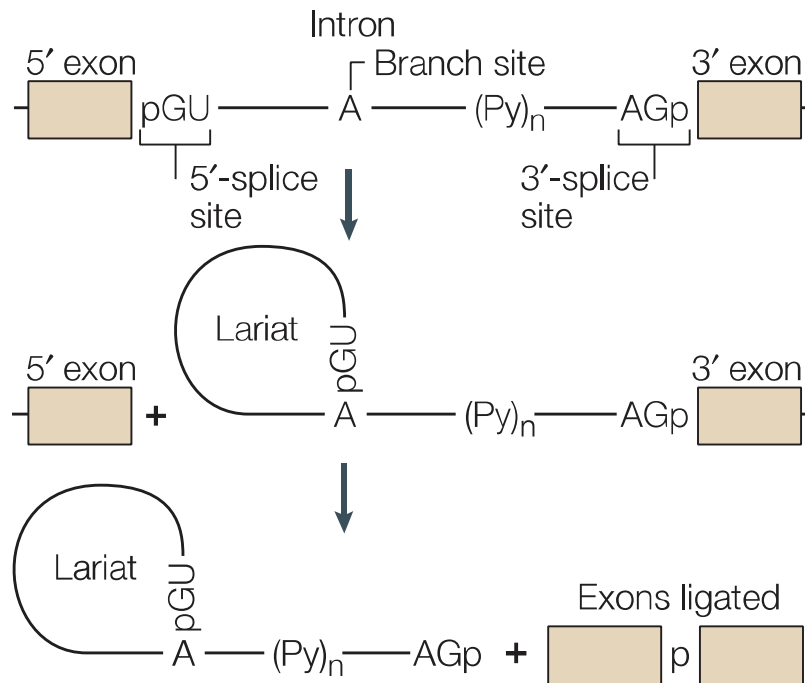 Intron
5′ exon
Branch site
3′ exon
pGU
A
(Py)n
AGp
5′-splice
site
3′-splice
site
Lariat
pGU
5′ exon
3′ exon
+
A
(Py)n
AGp
Lariat
pGU
Exons ligated
A
(Py)n
AGp
+
p